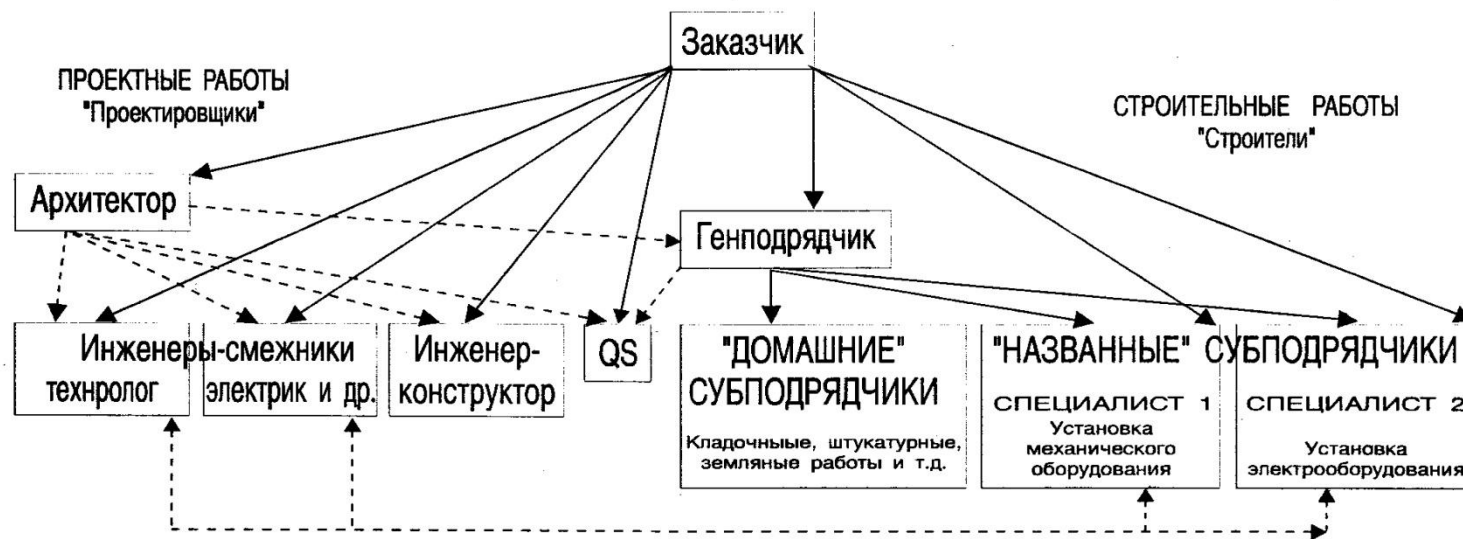 Заказчик
ПРОЕКТНЫЕ РАБОТЫ
"Проектировщики"
СТРОИТЕЛЬНЫЕ РАБОТЫ
"Строители"
Архитектор
Генподрядчик
Инженеры-смежники
технролог
электрик и др.
Инженер-
конструктор
QS
"ДОМАШНИЕ"
СУБПОДРЯДЧИКИ
Кладочныые, штукатурные,
земляные работы и т.д.
"НАЗВАННЫЕ" СУБПОДРЯДЧИКИ
СПЕЦИАЛИСТ 1
Установка
механического
оборудования
СПЕЦИАЛИСТ 2
Установка
электрооборудования